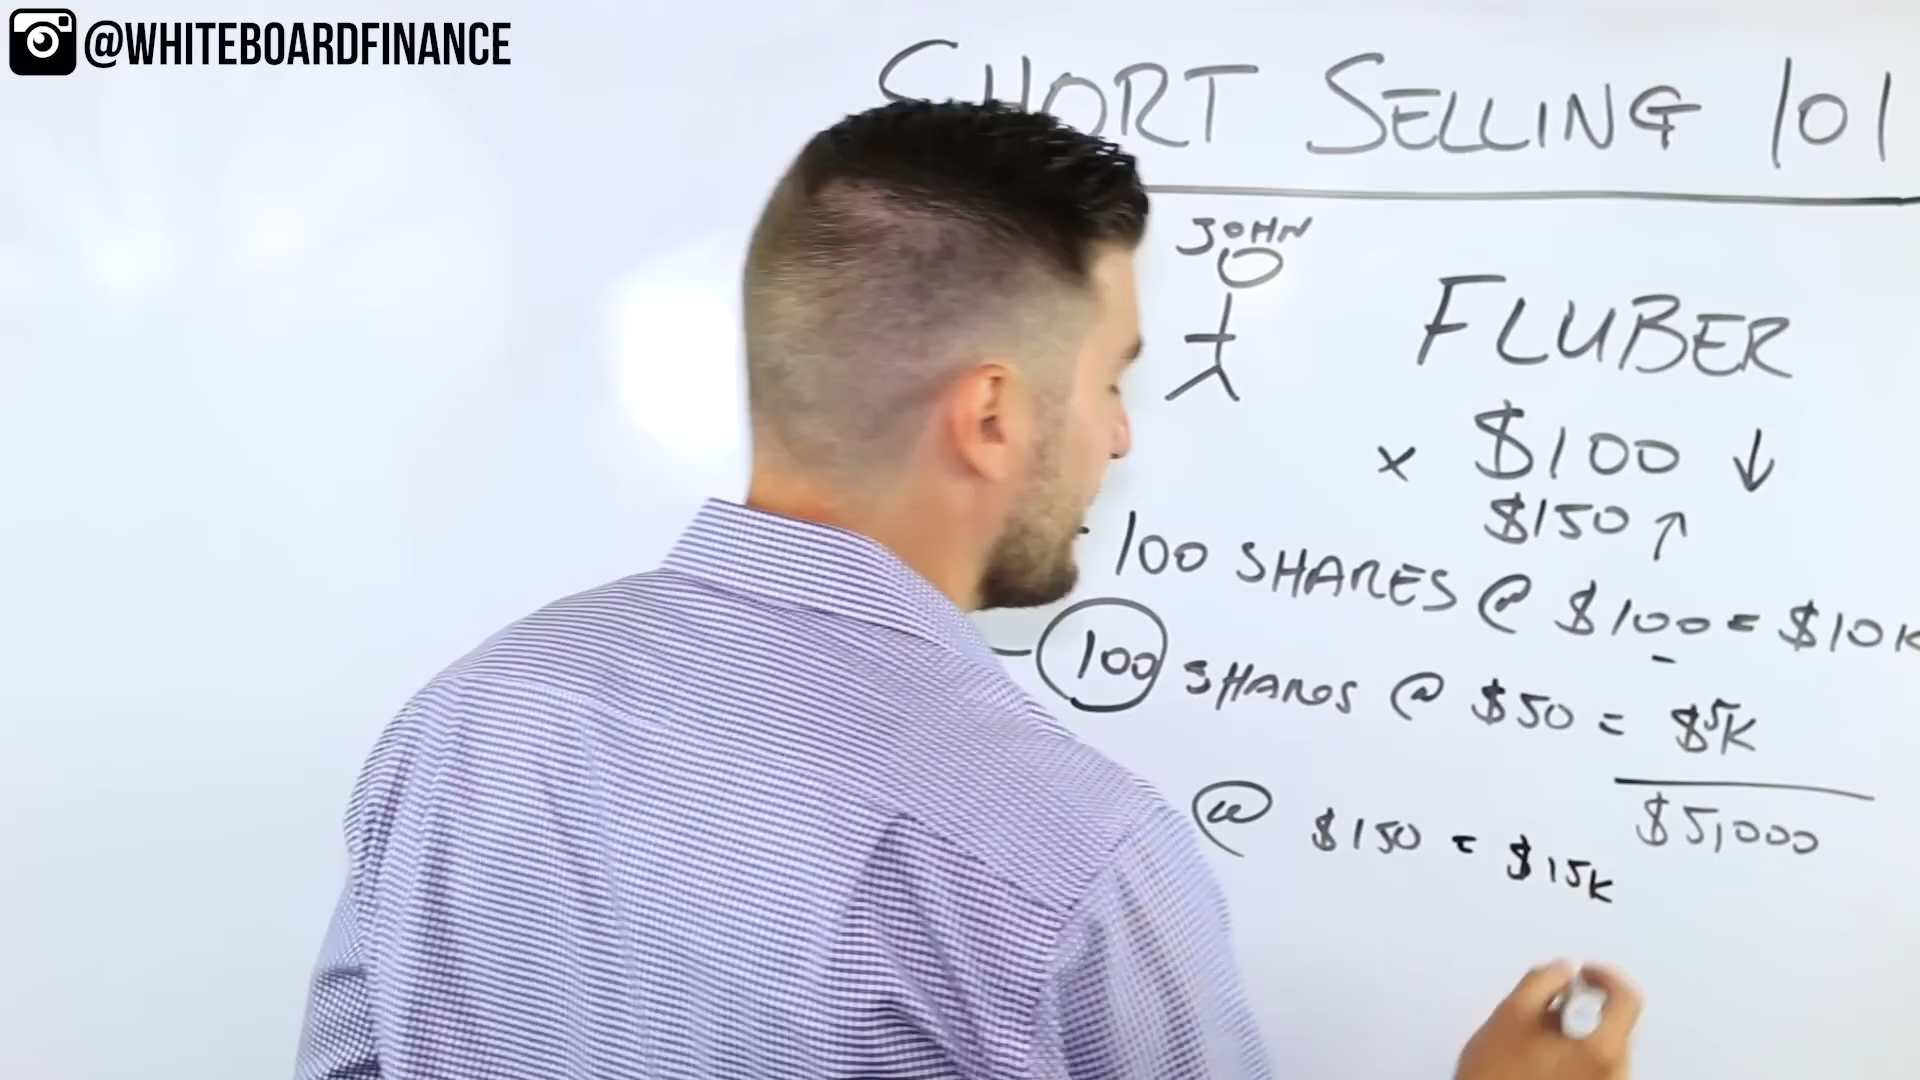 @WHITEBOARDFINANCE
SHORT SELLING 101
JOHN
FLUBER
x $100 ↓
$150 ↑
100 SHARES @ $100 = $10K
- 100 SHARES @ $50 = $5K
$5,000
@ $150 = $15K